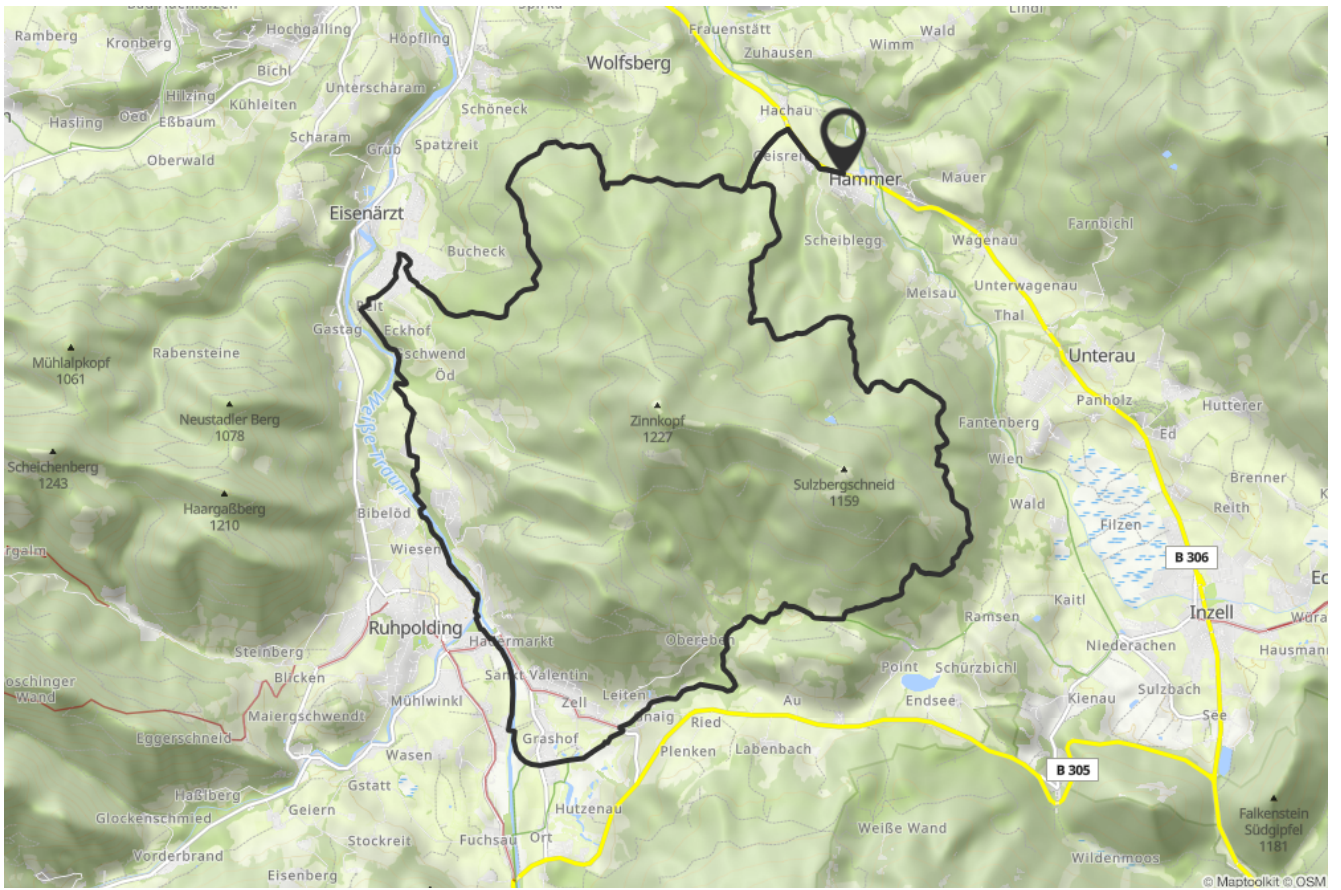 Ramberg
Kronberg
Hochgalling
Höpfling
Bichl
Hilzing
Unterscharam
Oed
Eßbaum
Kühleiten
Hasling
Schöneck
Scharam
Oberwald
Grub
Spatzreit
Wolfsberg
Frauenstätt
Zuhausen
Wimm
Wald
Hachau
Hammer
Mauer
Eisenärzt
Bucheck
Scheiblegg
Farnbichl
Wagenau
Meisau
Unterwagenau
Thal
Gastag
Eckhof
Öd
Mühlalpkopf
1061
Rabensteine
Unterau
Neustadler Berg
1078
Weiße Traun
Zinnkopf
1227
Panholz
Hutterer
Fantenberg
Ed
Scheichenberg
1243
Haargaßberg
1210
Sulzbergschneid
1159
Wien
Brenner
Wald
Reith
Bibelöd
Filzen
Wiesen
B 306
Kaitl
Inzell
Ruhpolding
Obereben
Ramsen
Niederachen
Steinberg
Blicken
Sankt Valentin
Point
Schürzbichl
Mühlwinkl
Zell
Leiten
Au
Endsee
Kienau
Sulzbach
Wand
Maiergschwendt
See
Eggerschneid
Grashof
Ried
Wasen
Plenken
Labenbach
B 305
Gstatt
Haßlberg
Geiern
Hutzenau
Glockenschmied
Weiße Wand
Falkenstein
Südgipfel
1181
Stockreit
Fuchsau
Ort
Vorderbrand
Eisenberg
Wildenmoos
© Maptoolkit © OSM